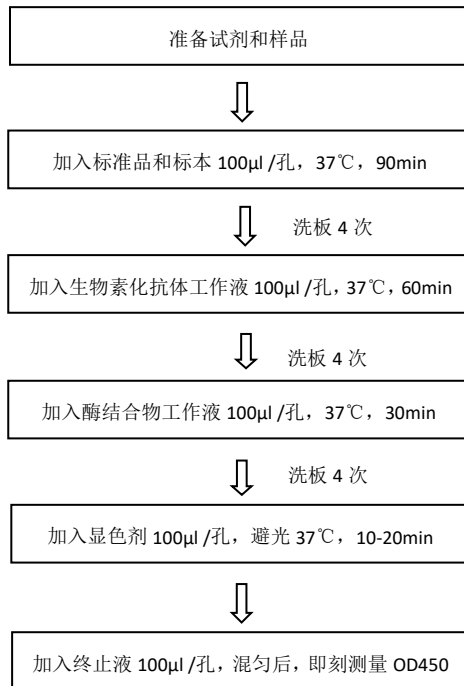 准备试剂和样品
加入标准品和标本 100μl /孔，37℃，90min
洗板 4 次
加入生物素化抗体工作液 100μl /孔，37℃，60min
洗板 4 次
加入酶结合物工作液 100μl /孔，37℃，30min
洗板 4 次
加入显色剂 100μl /孔，避光 37℃，10-20min
加入终止液 100μl /孔，混匀后，即刻测量 OD450